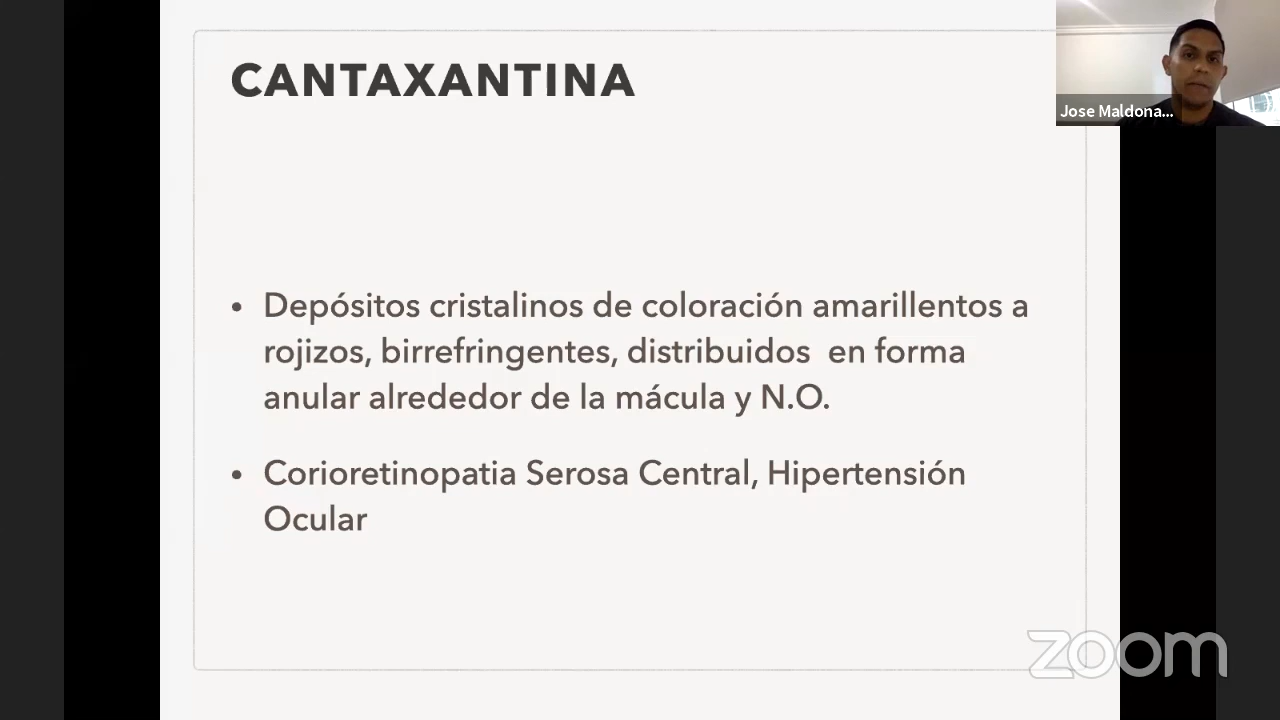 CANTAXANTINA
Jose Maldona...
• Depósitos cristalinos de coloración amarillentos a
rojizos, birrefringentes, distribuidos en forma
anular alrededor de la mácula y N.O.
• Corioretinopatia Serosa Central, Hipertensión
Ocular
zoom